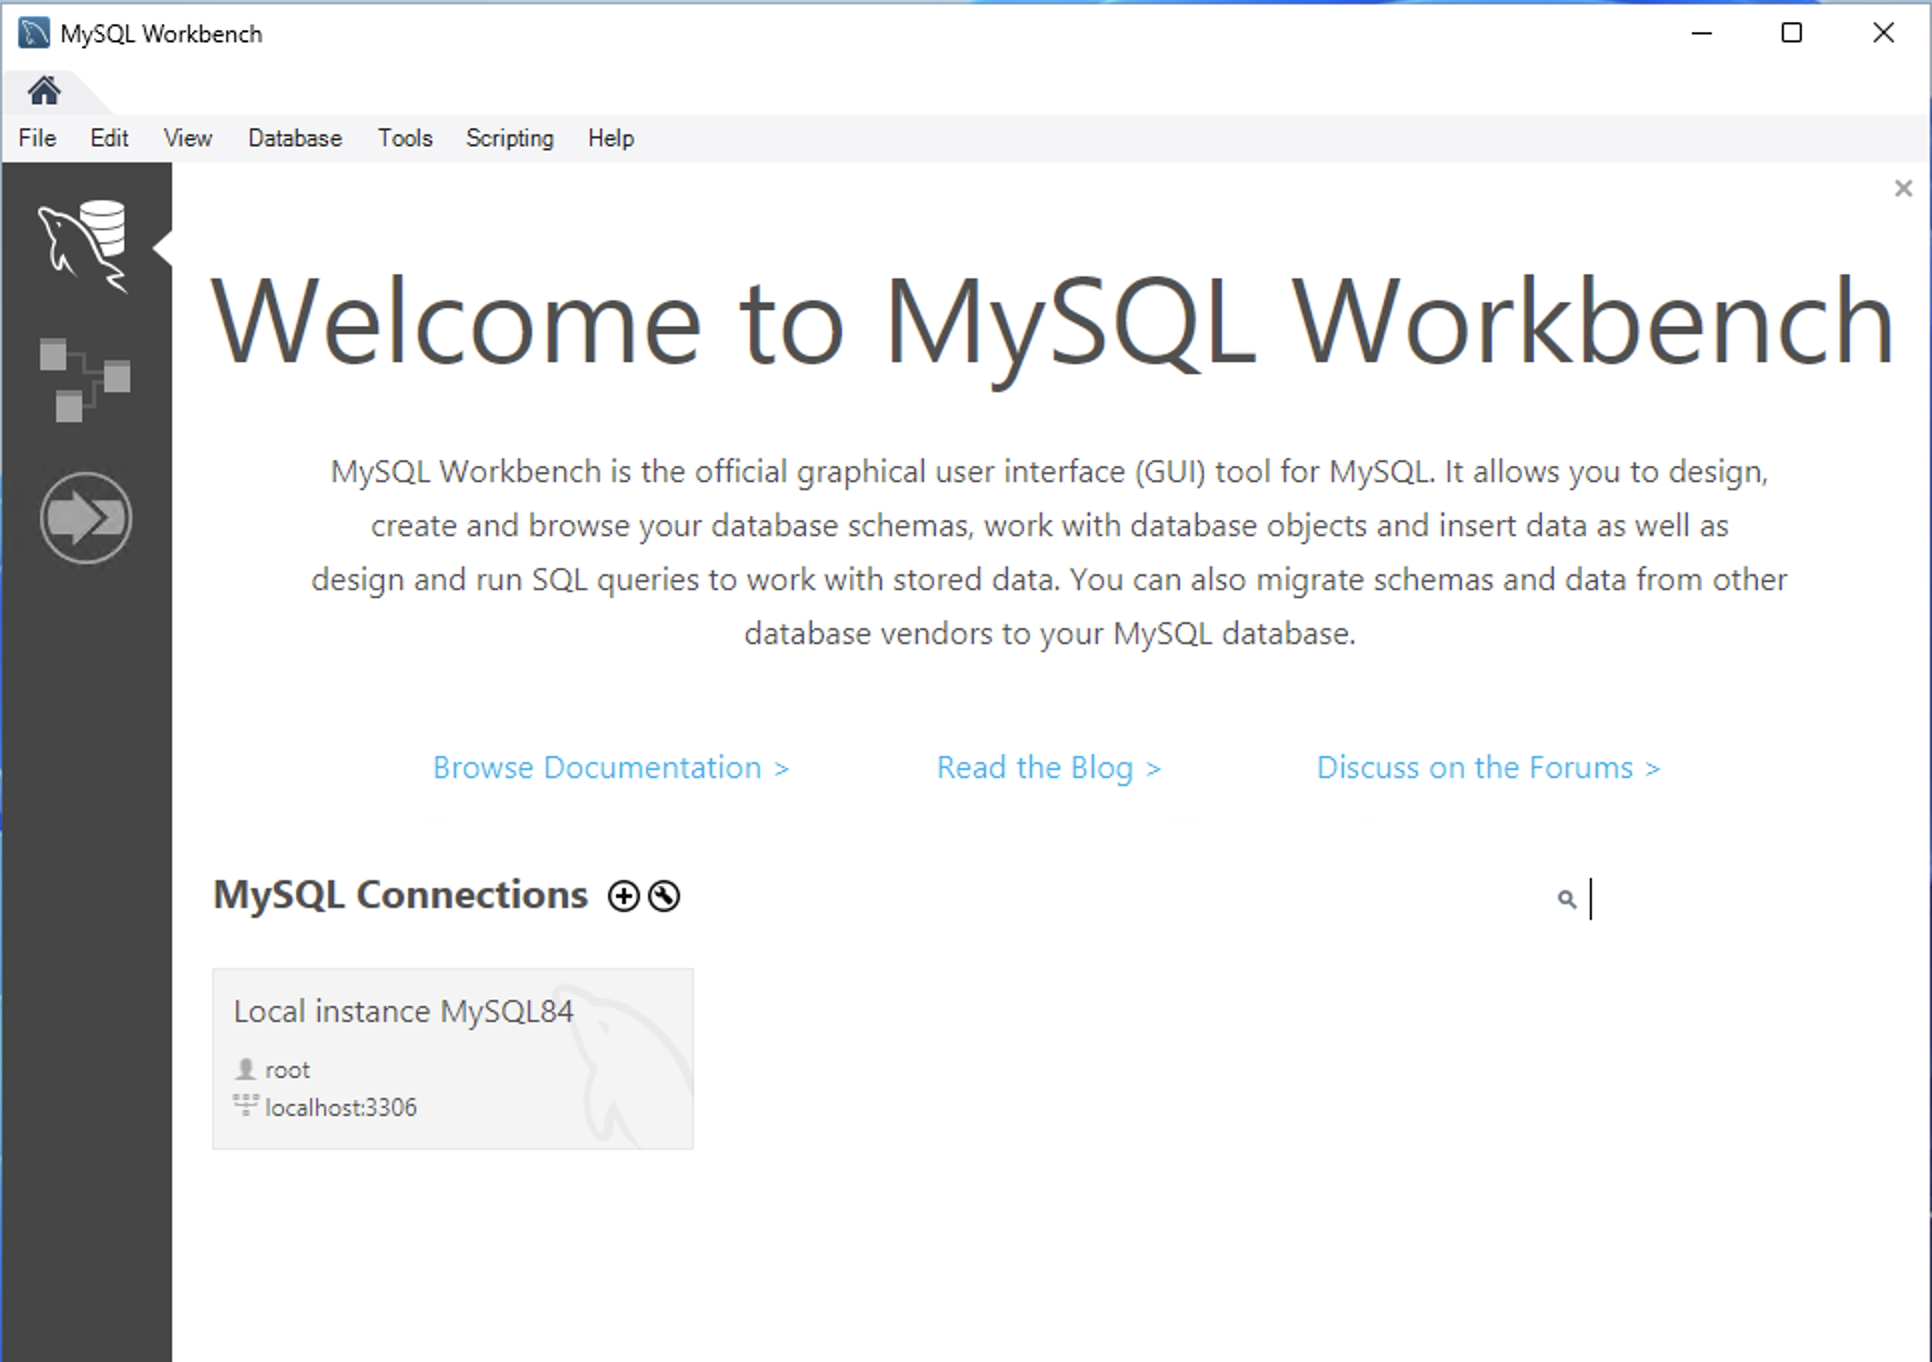 MySQL Workbench
File Edit View Database Tools Scripting Help
Welcome to MySQL Workbench
MySQL Workbench is the official graphical user interface (GUI) tool for MySQL. It allows you to design,
create and browse your database schemas, work with database objects and insert data as well as
design and run SQL queries to work with stored data. You can also migrate schemas and data from other
database vendors to your MySQL database.
Browse Documentation > Read the Blog > Discuss on the Forums >
MySQL Connections
Local instance MySQL84
root
localhost:3306